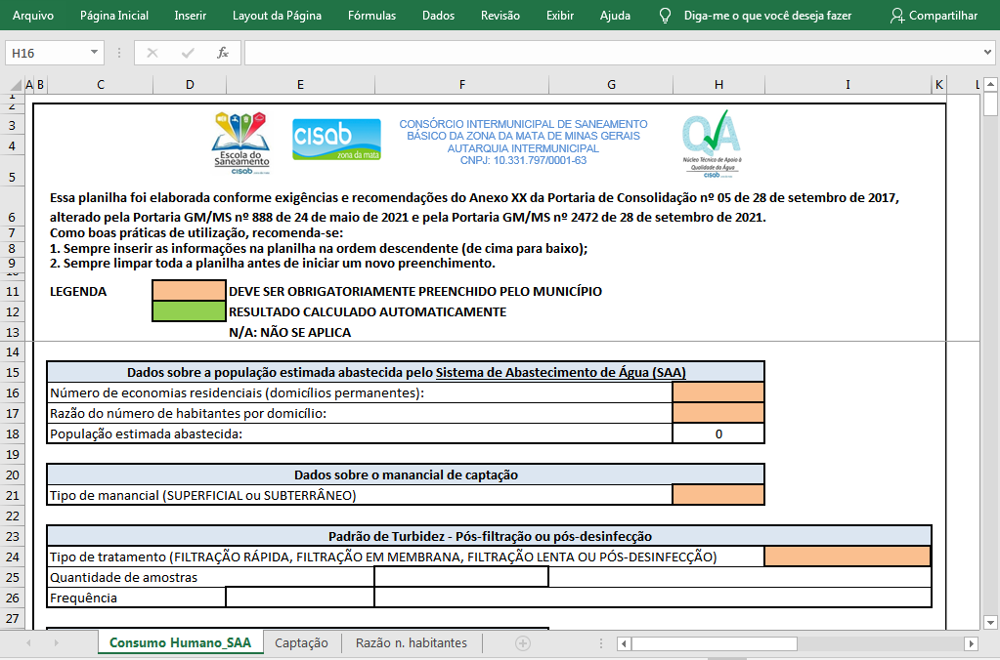 Arquivo Página Inicial Inserir Layout da Página Fórmulas Dados Revisão Exibir Ajuda Diga-me o que você deseja fazer Compartilhar
H16 fx
A B C D E F G H I K L
1
2
3
4
5
6
7
8
9
10
11
12
13
14
15
16
17
18
19
20
21
22
23
24
25
26
27
Escola do
Saneamento
cisab
cisab
zona da mata
CONSÓRCIO INTERMUNICIPAL DE SANEAMENTO
BÁSICO DA ZONA DA MATA DE MINAS GERAIS
AUTARQUIA INTERMUNICIPAL
CNPJ: 10.331.797/0001-63
QA
Núcleo Técnico de Apoio à
Qualidade da Água
cisab
Essa planilha foi elaborada conforme exigências e recomendações do Anexo XX da Portaria de Consolidação nº 05 de 28 de setembro de 2017,
alterado pela Portaria GM/MS nº 888 de 24 de maio de 2021 e pela Portaria GM/MS nº 2472 de 28 de setembro de 2021.
Como boas práticas de utilização, recomenda-se:
1. Sempre inserir as informações na planilha na ordem descendente (de cima para baixo);
2. Sempre limpar toda a planilha antes de iniciar um novo preenchimento.
LEGENDA DEVE SER OBRIGATORIAMENTE PREENCHIDO PELO MUNICÍPIO
RESULTADO CALCULADO AUTOMATICAMENTE
N/A: NÃO SE APLICA
Dados sobre a população estimada abastecida pelo Sistema de Abastecimento de Água (SAA)
Número de economias residenciais (domicílios permanentes):
Razão do número de habitantes por domicílio:
População estimada abastecida: 0
Dados sobre o manancial de captação
Tipo de manancial (SUPERFICIAL ou SUBTERRÂNEO)
Padrão de Turbidez - Pós-filtração ou pós-desinfecção
Tipo de tratamento (FILTRAÇÃO RÁPIDA, FILTRAÇÃO EM MEMBRANA, FILTRAÇÃO LENTA OU PÓS-DESINFECÇÃO)
Quantidade de amostras
Frequência
Consumo Humano_SAA Captação Razão n. habitantes